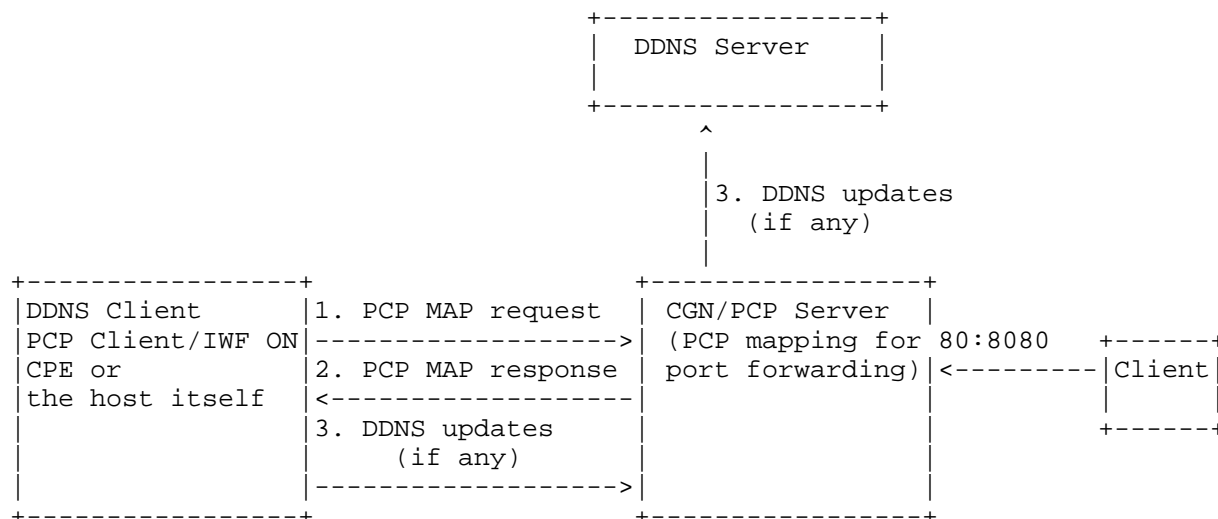 DDNS Server
3. DDNS updates
(if any)
DDNS Client 1. PCP MAP request CGN/PCP Server
PCP Client/IWF ON (PCP mapping for 80:8080
CPE or 2. PCP MAP response port forwarding) Client
the host itself
3. DDNS updates
(if any)